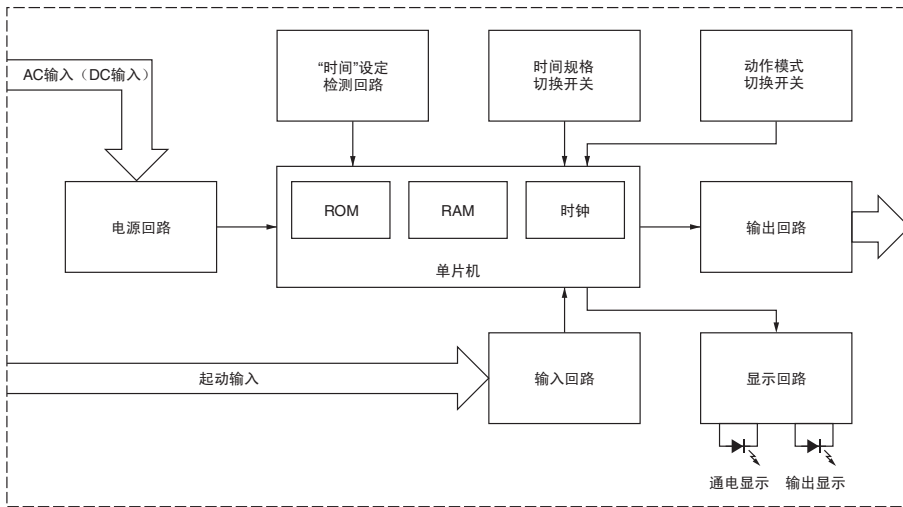 AC输入（DC输入）
“时间”设定
检测回路
时间规格
切换开关
动作模式
切换开关
电源回路
ROM
RAM
时钟
单片机
输出回路
起动输入
输入回路
显示回路
通电显示
输出显示